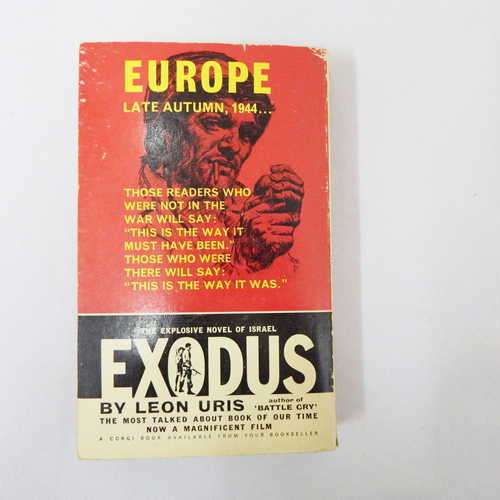 EUROPE
LATE AUTUMN, 1944...
THOSE READERS WHO
WERE NOT IN THE
WAR WILL SAY:
"THIS IS THE WAY IT
MUST HAVE BEEN."
THOSE WHO WERE
THERE WILL SAY:
"THIS IS THE WAY IT WAS."
THE EXPLOSIVE NOVEL OF ISRAEL
EXODUS
BY LEON URIS author of 'BATTLE CRY'
THE MOST TALKED ABOUT BOOK OF OUR TIME
NOW A MAGNIFICENT FILM
A CORGI BOOK AVAILABLE FROM YOUR BOOKSELLER